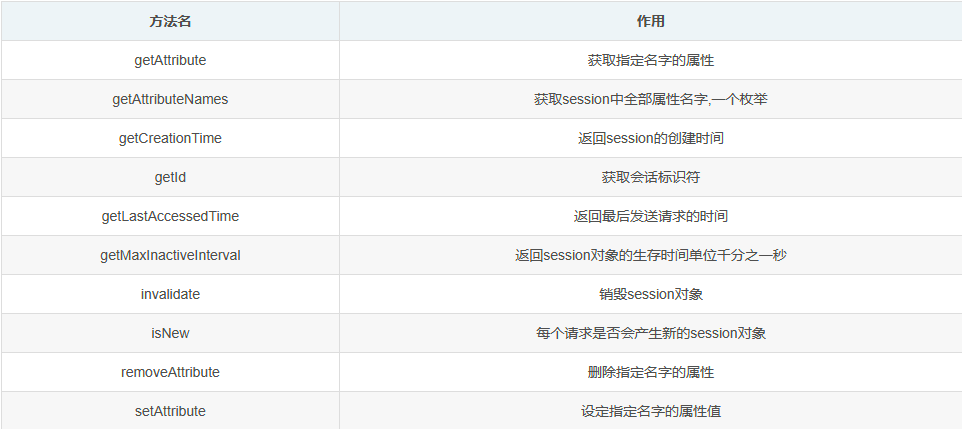 方法名 作用
getAttribute 获取指定名字的属性
getAttributeNames 获取session中全部属性名字,一个枚举
getCreationTime 返回session的创建时间
getId 获取会话标识符
getLastAccessedTime 返回最后发送请求的时间
getMaxInactiveInterval 返回session对象的生存时间单位千分之一秒
invalidate 销毁session对象
isNew 每个请求是否会产生新的session对象
removeAttribute 删除指定名字的属性
setAttribute 设定指定名字的属性值